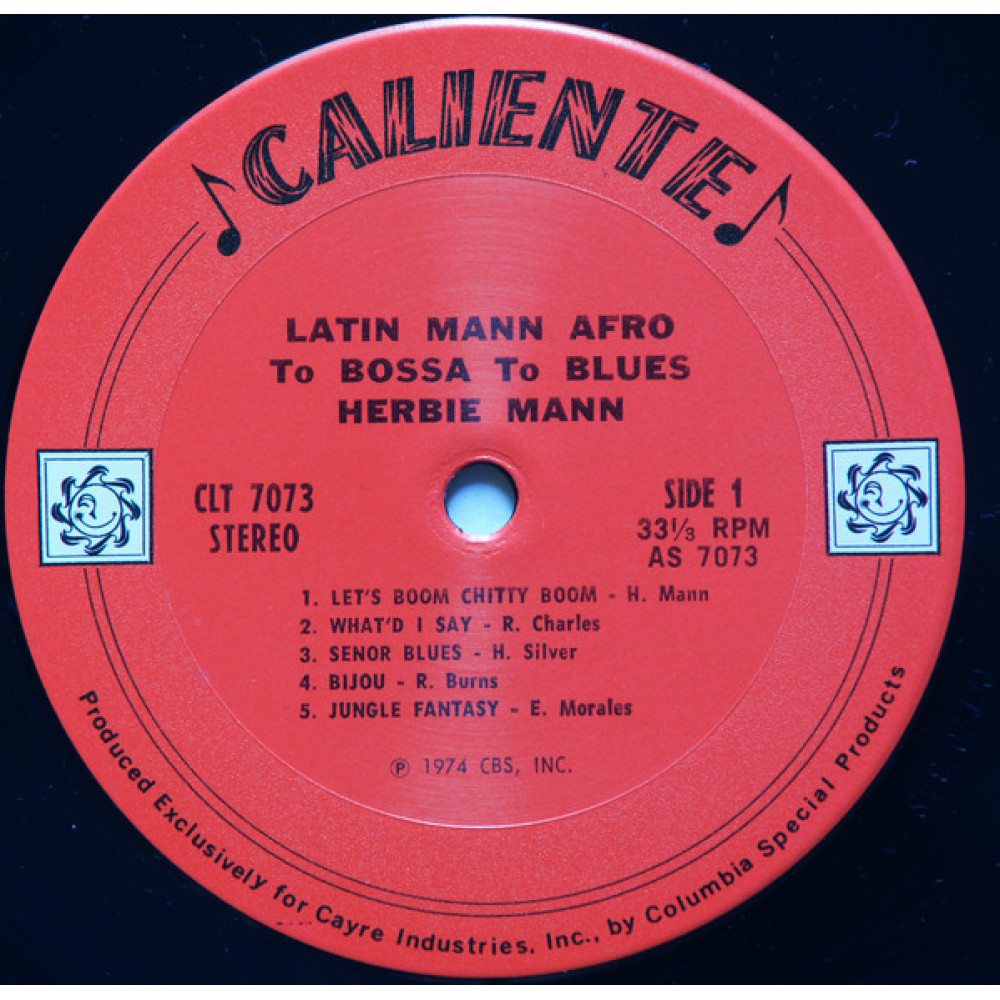 CALIENTE
LATIN MANN AFRO
To BOSSA To BLUES
HERBIE MANN
CLT 7073
STEREO
SIDE 1
33⅓ RPM
AS 7073
1. LET'S BOOM CHITTY BOOM - H. Mann
2. WHAT'D I SAY - R. Charles
3. SENOR BLUES - H. Silver
4. BIJOU - R. Burns
5. JUNGLE FANTASY - E. Morales
℗ 1974 CBS, INC.
Produced Exclusively for Cayre Industries. Inc., by Columbia Special Products